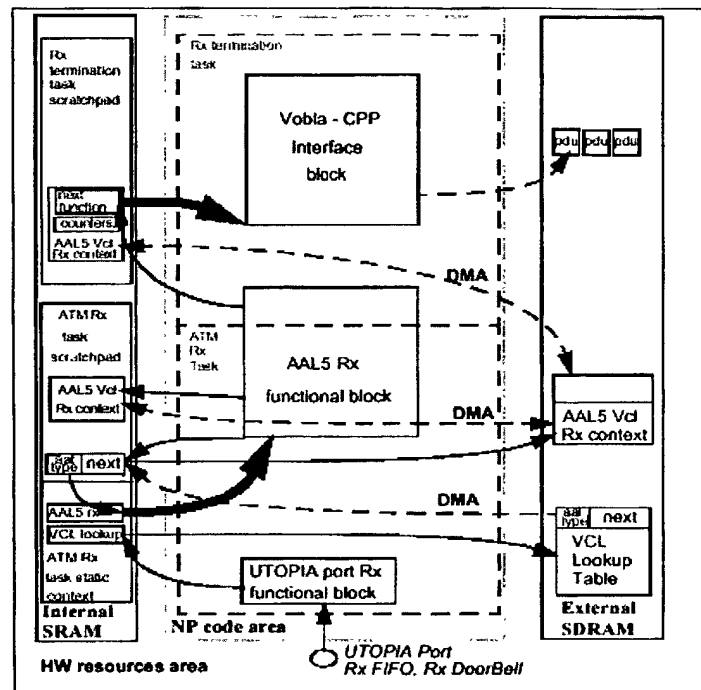 Rx
termination
task
scratchpad
next
function
counters
AAL5 Vcl
Rx context
ATM Rx
task
scratchpad
AAL5 Vcl
Rx context
aal
type
next
AAL5 rx
VCL lookup
ATM Rx
task static
context
Internal
SRAM
Rx termination
task
Vobla - CPP
Interface
block
ATM
Rx
Task
AAL5 Rx
functional block
UTOPIA port Rx
functional block
NP code area
DMA
DMA
DMA
pdu pdu pdu
AAL5 Vcl
Rx context
aal
type
next
VCL
Lookup
Table
External
SDRAM
HW resources area
UTOPIA Port
Rx FIFO, Rx DoorBell